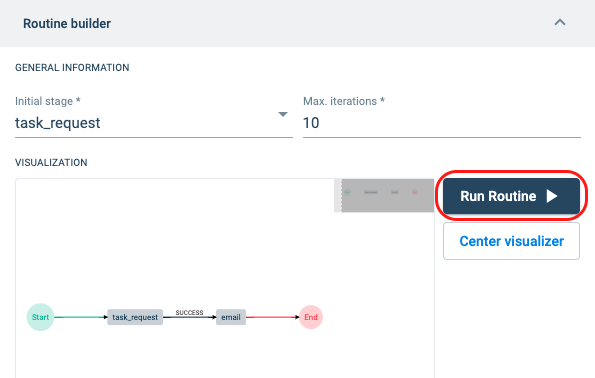 Routine builder
GENERAL INFORMATION
Initial stage *
task_request
Max. iterations *
10
VISUALIZATION
Run Routine
Center visualizer
Start
task_request
SUCCESS
email
End